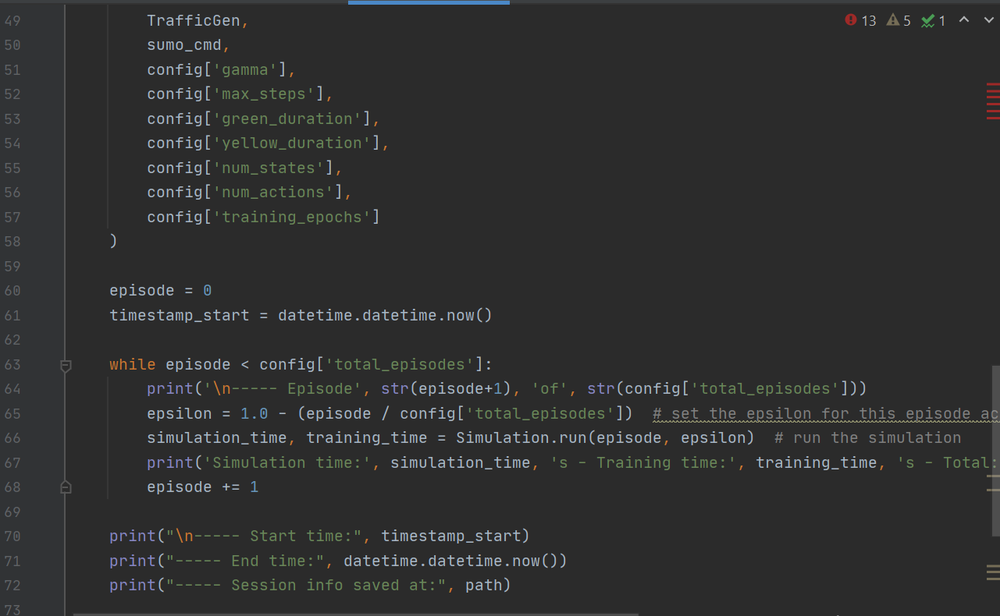 49 TrafficGen, 13 5 1
50 sumo_cmd,
51 config['gamma'],
52 config['max_steps'],
53 config['green_duration'],
54 config['yellow_duration'],
55 config['num_states'],
56 config['num_actions'],
57 config['training_epochs']
58 )
59
60 episode = 0
61 timestamp_start = datetime.datetime.now()
62
63 while episode < config['total_episodes']:
64 print('\n----- Episode', str(episode+1), 'of', str(config['total_episodes']))
65 epsilon = 1.0 - (episode / config['total_episodes']) # set the epsilon for this episode ac
66 simulation_time, training_time = Simulation.run(episode, epsilon) # run the simulation
67 print('Simulation time:', simulation_time, 's - Training time:', training_time, 's - Total:
68 episode += 1
69
70 print("\n----- Start time:", timestamp_start)
71 print("----- End time:", datetime.datetime.now())
72 print("----- Session info saved at:", path)
73